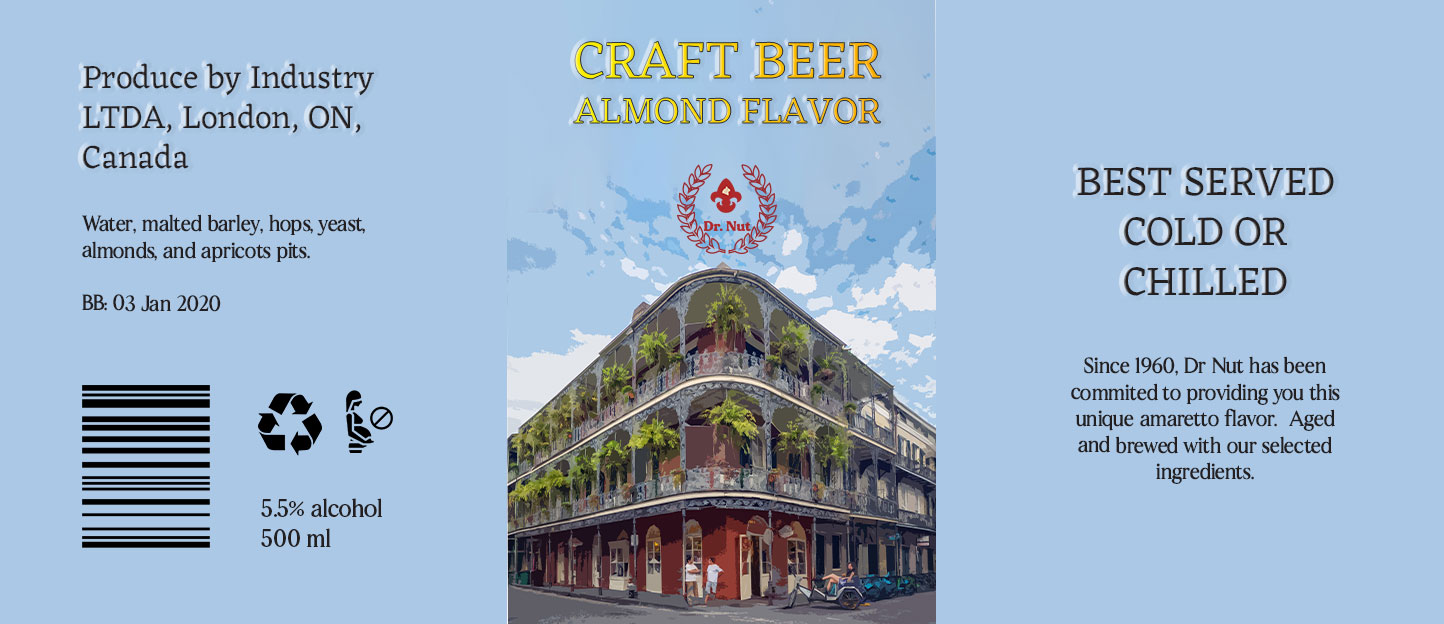 Produce by Industry
LTDA, London, ON,
Canada
Water, malted barley, hops, yeast,
almonds, and apricots pits.
BB: 03 Jan 2020
5.5% alcohol
500 ml
CRAFT BEER
ALMOND FLAVOR
Dr. Nut
BEST SERVED
COLD OR
CHILLED
Since 1960, Dr Nut has been
commited to providing you this
unique amaretto flavor.  Aged
and brewed with our selected
ingredients.